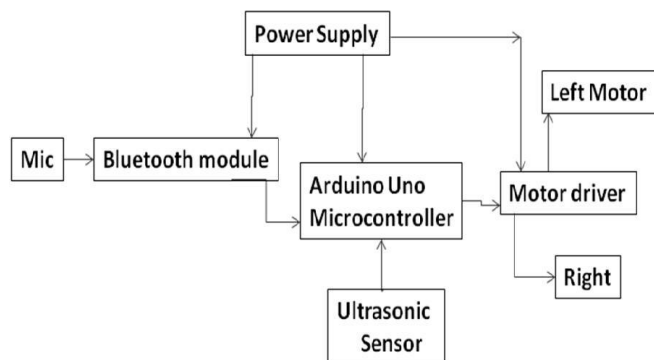 Power Supply
Left Motor
Mic
Bluetooth module
Arduino Uno
Microcontroller
Motor driver
Right
Ultrasonic
Sensor